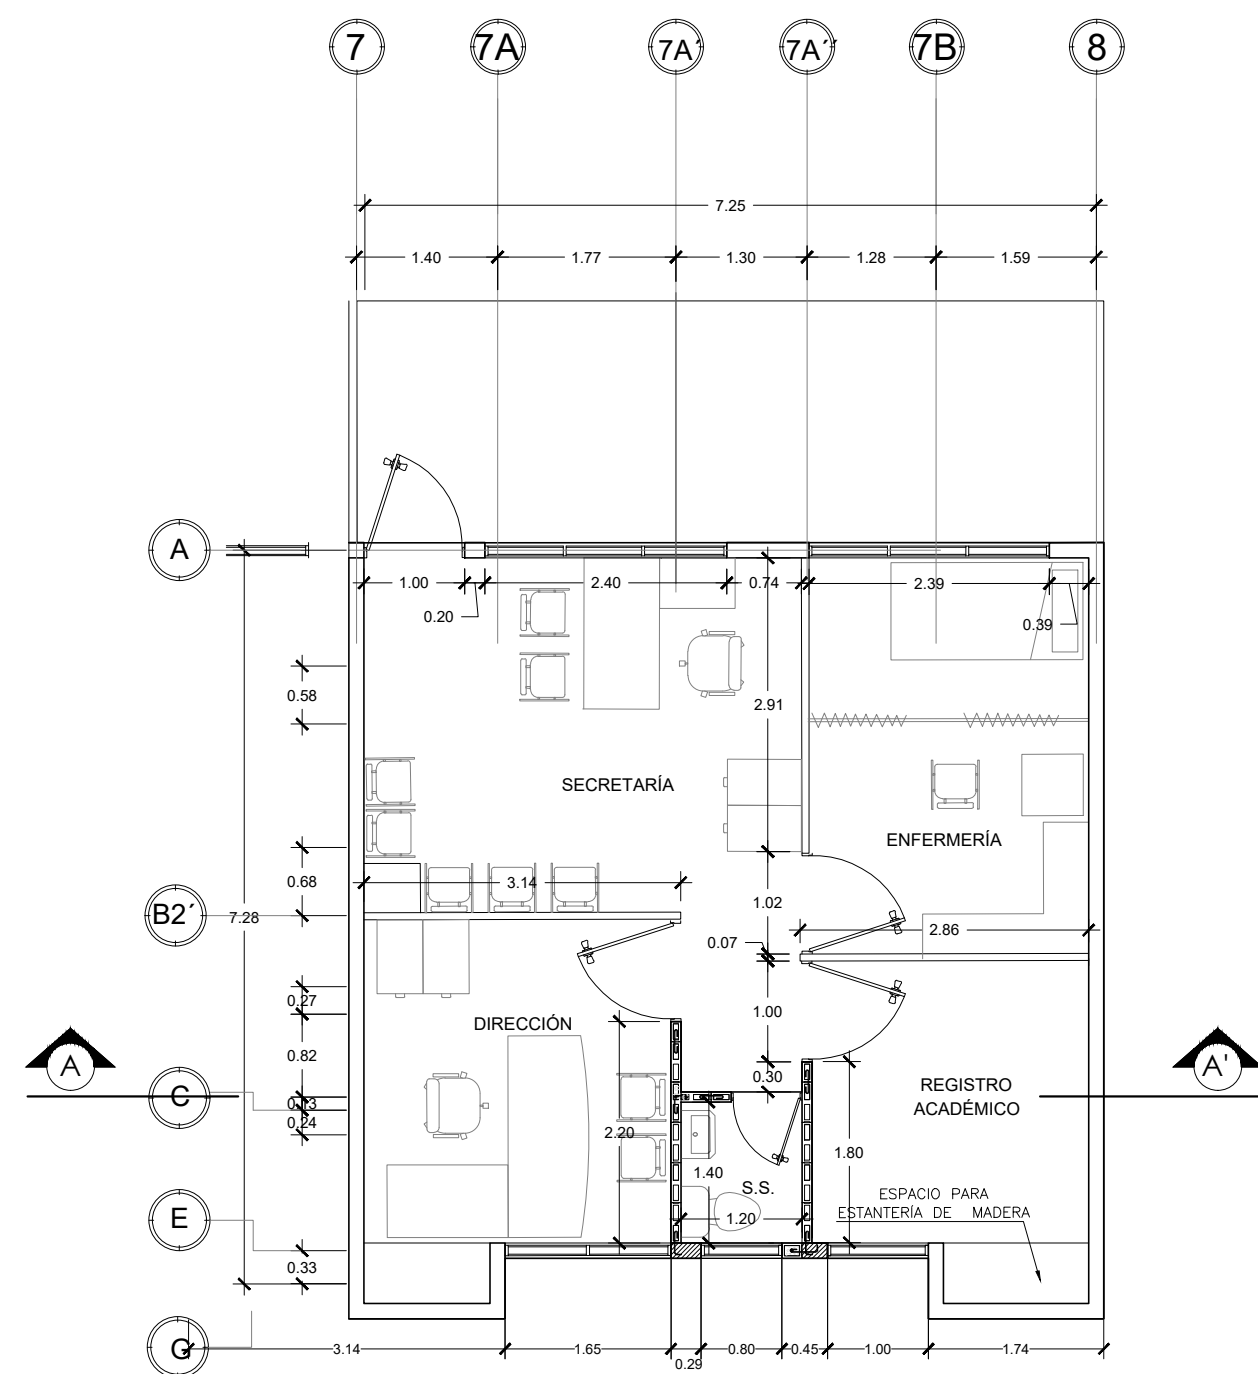 7 7A 7A´ 7A´´ 7B 8
7.25
1.40 1.77 1.30 1.28 1.59
A
1.00 2.40 0.74 2.39
0.20 0.39
0.58
2.91
SECRETARÍA
ENFERMERÍA
0.68 3.14
1.02
B2´ 7.28
2.86
0.07
0.27
1.00
DIRECCIÓN
0.82
A A'
0.30
REGISTRO
ACADÉMICO
C
0.13
0.24
2.20
1.80
1.40
S.S.
ESPACIO PARA
ESTANTERÍA DE MADERA
E
1.20
0.33
G
3.14 1.65 0.29 0.80 0.45 1.00 1.74